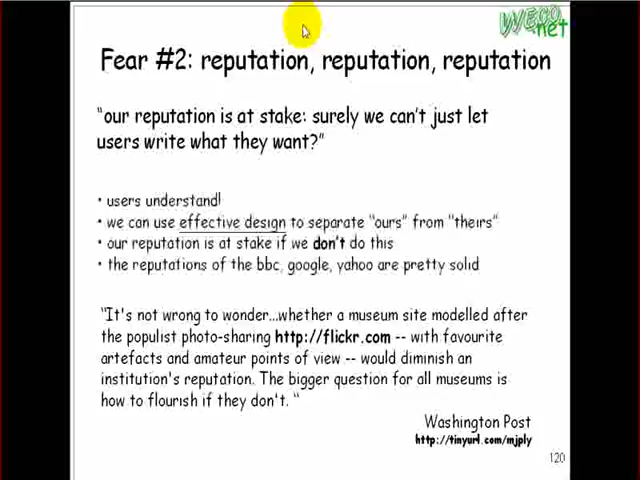 WEGO
.net
Fear #2: reputation, reputation, reputation
"our reputation is at stake: surely we can't just let
users write what they want?"
• users understand!
• we can use effective design to separate "ours" from "theirs"
• our reputation is at stake if we don't do this
• the reputations of the bbc, google, yahoo are pretty solid
"It's not wrong to wonder...whether a museum site modelled after
the populist photo-sharing http://flickr.com -- with favourite
artefacts and amateur points of view -- would diminish an
institution's reputation. The bigger question for all museums is
how to flourish if they don't. "
Washington Post
http://tinyurl.com/mjply
120